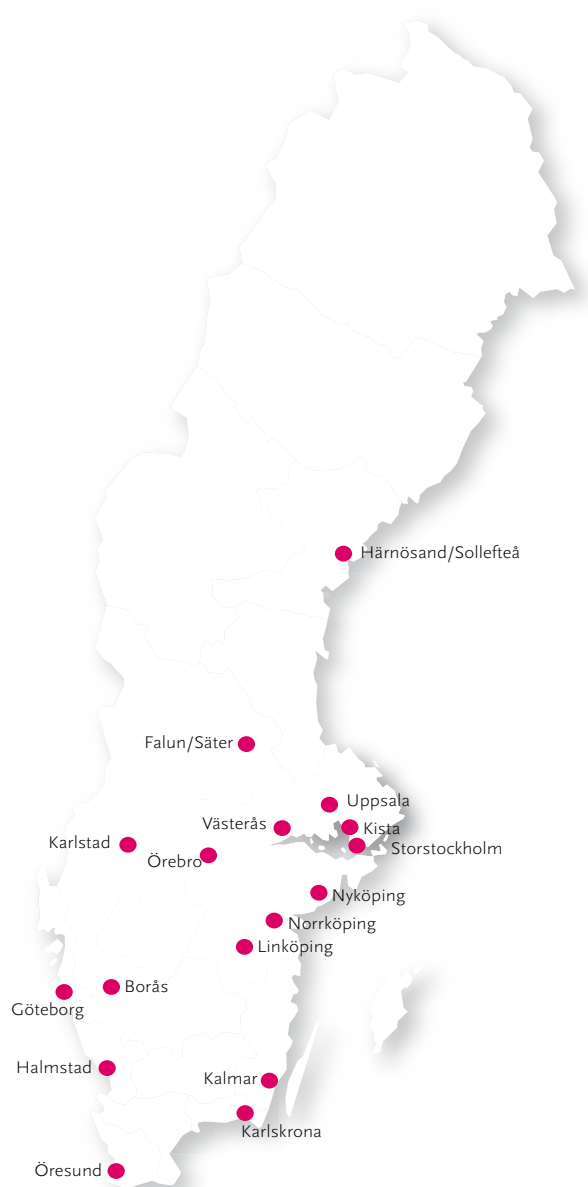 Härnösand/Sollefteå
Falun/Säter
Uppsala
Västerås
Kista
Karlstad
Storstockholm
Örebro
Nyköping
Norrköping
Linköping
Borås
Göteborg
Halmstad
Kalmar
Karlskrona
Öresund